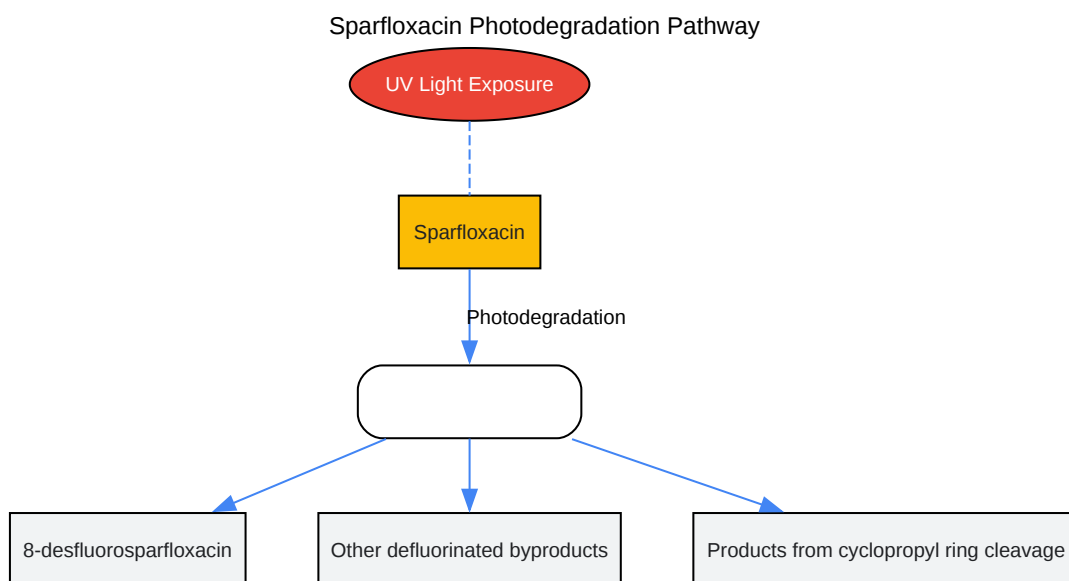 Sparfloxacin Photodegradation Pathway
UV Light Exposure
Sparfloxacin
Photodegradation
8-desfluorosparfloxacin
Other defluorinated byproducts
Products from cyclopropyl ring cleavage